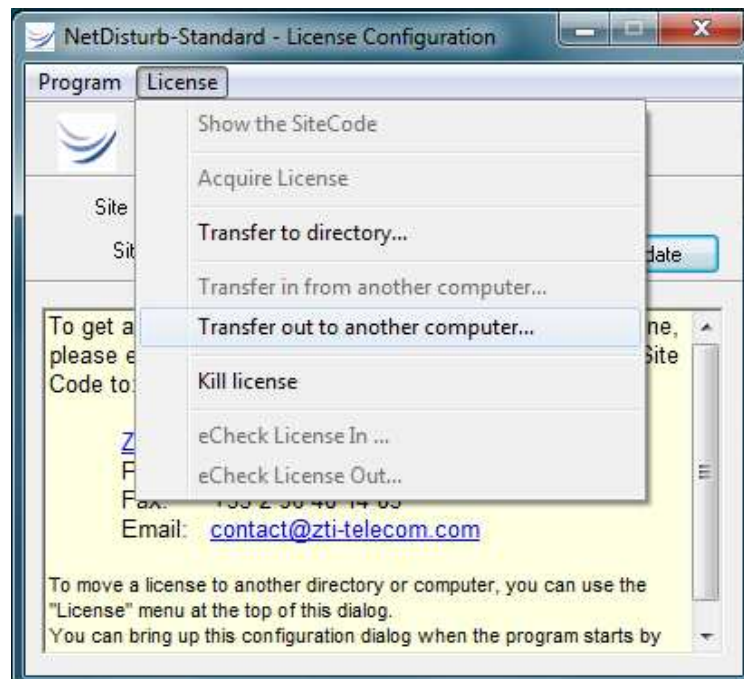 NetDisturb-Standard - License Configuration
Program License
Show the SiteCode
Acquire License
Site
Transfer to directory...
Sit
date
Transfer in from another computer...
Transfer out to another computer...
Kill license
eCheck License In ...
eCheck License Out...
To get a ne,
please e Site
Code to:
Z
F
Fax:
Email: contact@zti-telecom.com
To move a license to another directory or computer, you can use the
"License" menu at the top of this dialog.
You can bring up this configuration dialog when the program starts by